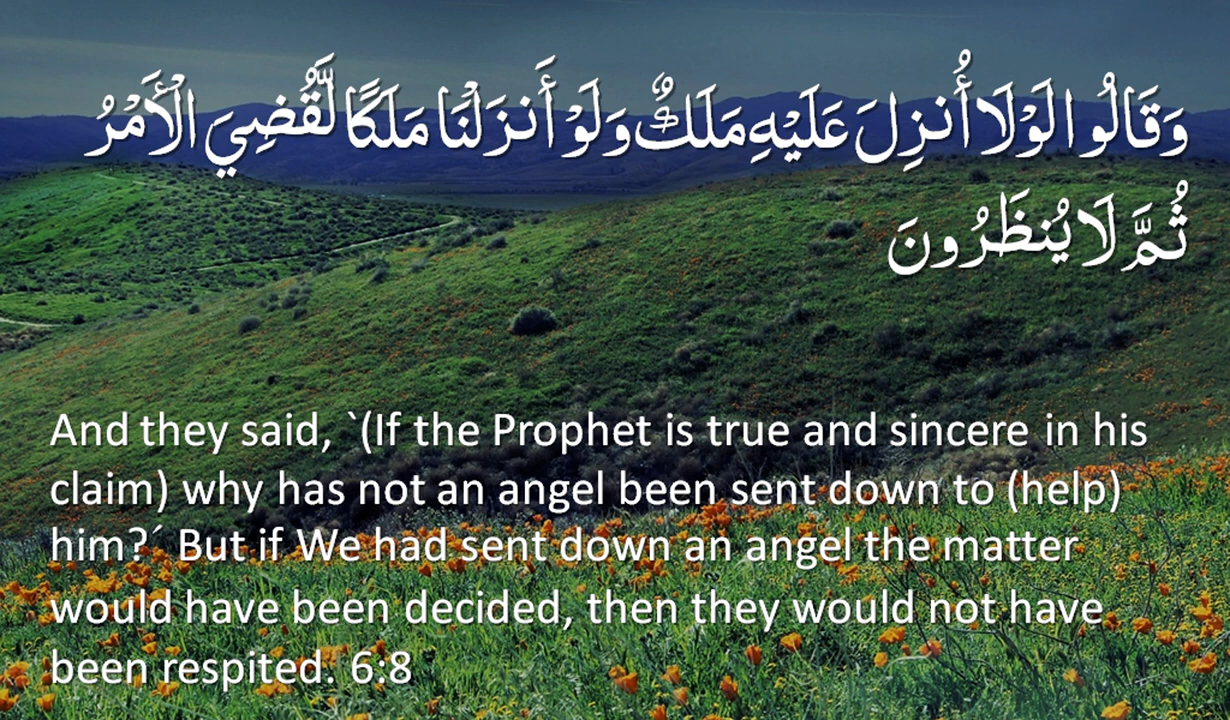 وَقَالُوا لَوْلَا أُنزِلَ عَلَيْهِ مَلَكٌ وَلَوْ أَنزَلْنَا مَلَكًا لَّقُضِيَ الْأَمْرُ
ثُمَّ لَا يُنظَرُونَ
And they said, `(If the Prophet is true and sincere in his
claim) why has not an angel been sent down to (help)
him?´ But if We had sent down an angel the matter
would have been decided, then they would not have
been respited. 6:8